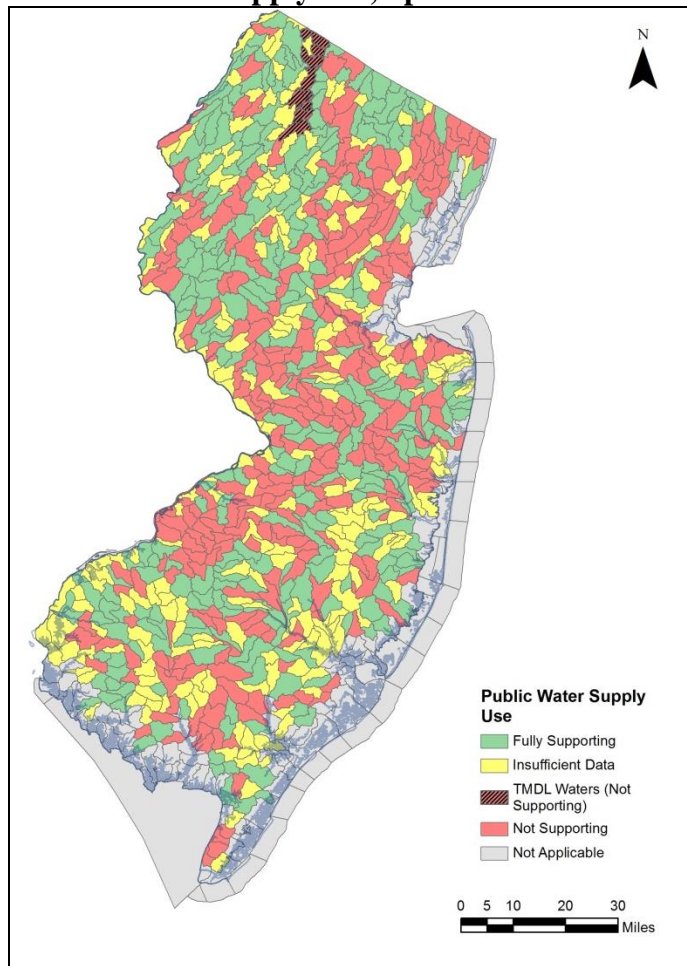 N
Public Water Supply
Use
Fully Supporting
Insufficient Data
TMDL Waters (Not
Supporting)
Not Supporting
Not Applicable
0 5 10 20 30
Miles